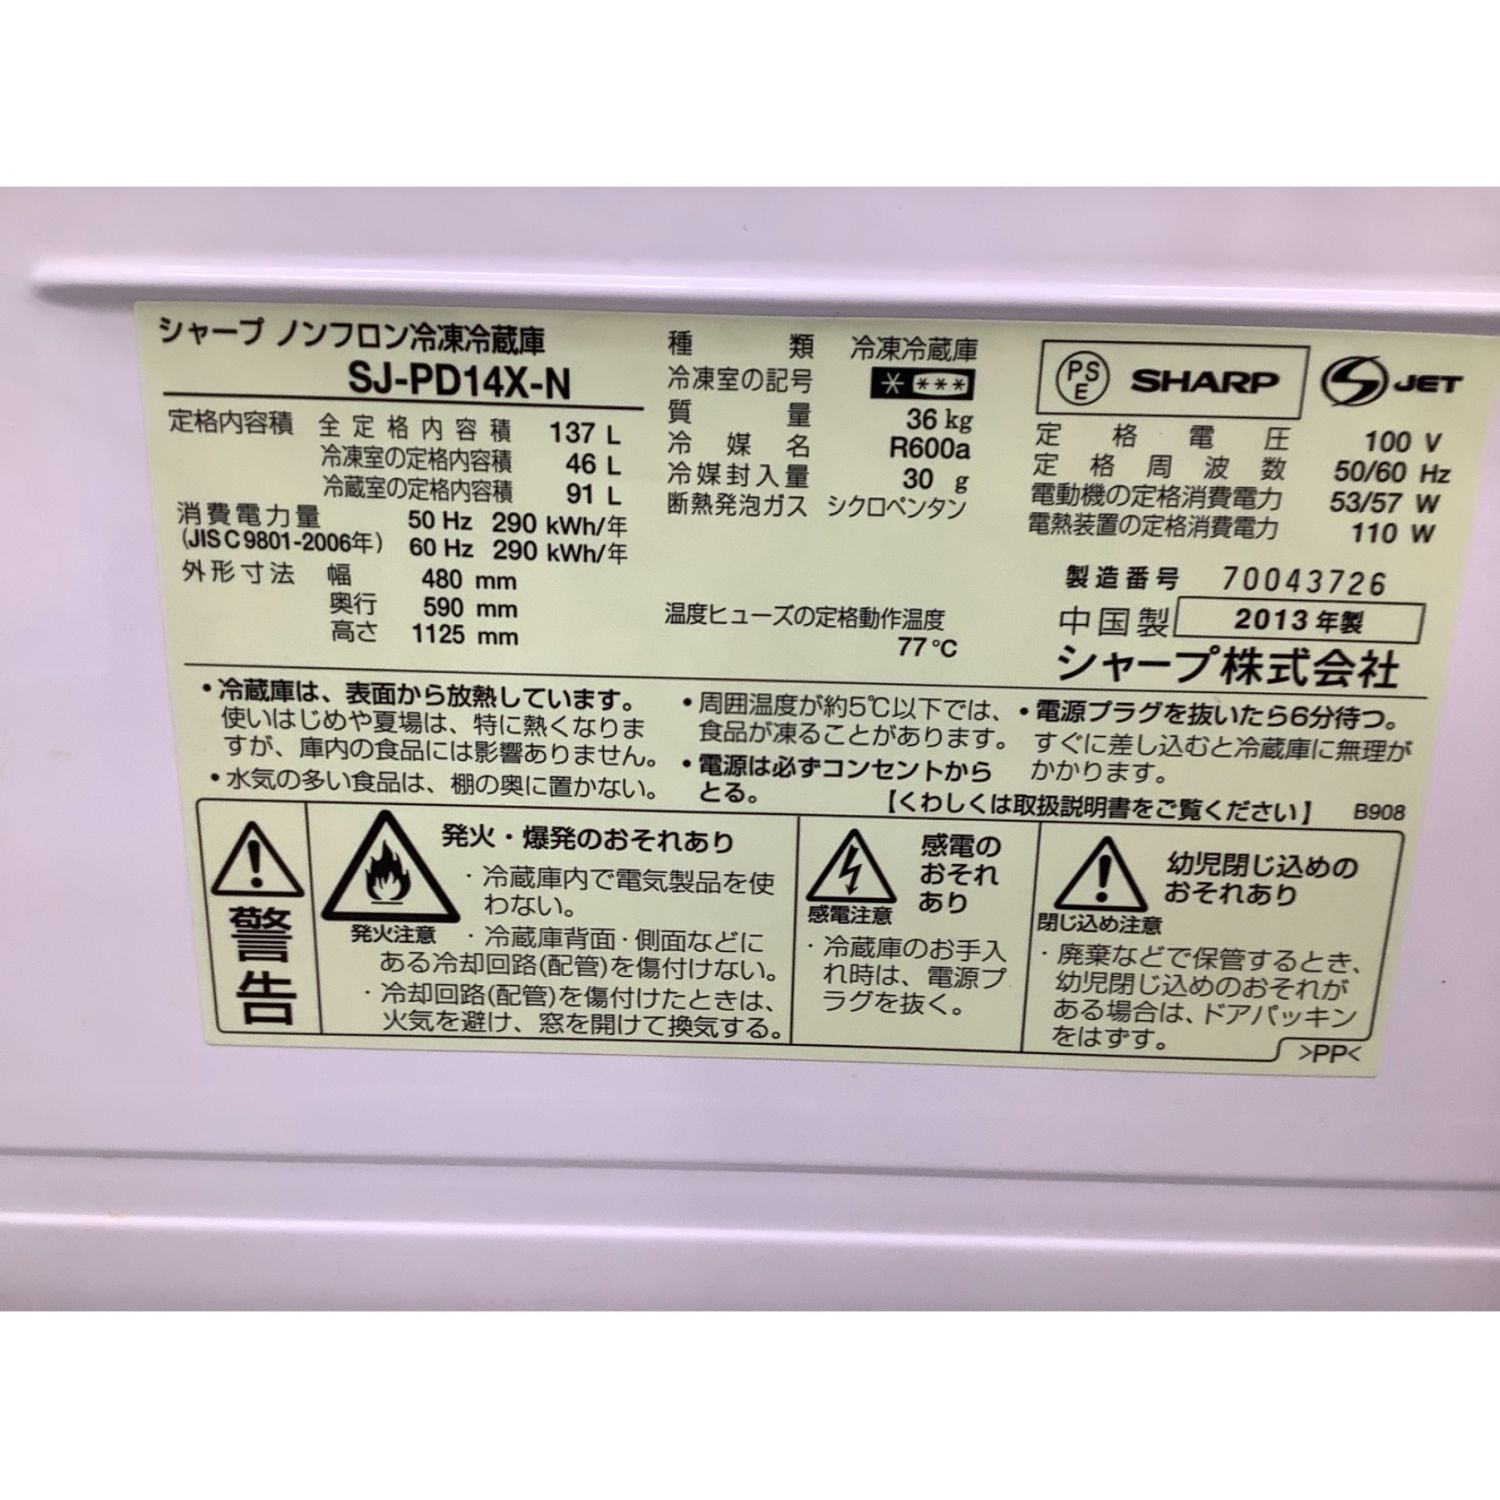 シャープ ノンフロン冷凍冷蔵庫
SJ-PD14X-N
定格内容積 全定格内容積 137 L
冷凍室の定格内容積 46 L
冷蔵室の定格内容積 91 L
消費電力量 50 Hz 290 kWh/年
(JIS C 9801-2006年) 60 Hz 290 kWh/年
外形寸法 幅 480 mm
奥行 590 mm
高さ 1125 mm
種類 冷凍冷蔵庫
冷凍室の記号 * ***
質量 36 kg
冷媒名 R600a
冷媒封入量 30 g
断熱発泡ガス シクロペンタン
温度ヒューズの定格動作温度
77℃
PS
E
SHARP
S JET
定格電圧 100 V
定格周波数 50/60 Hz
電動機の定格消費電力 53/57 W
電熱装置の定格消費電力 110 W
製造番号 70043726
中国製 2013年製
シャープ株式会社
・冷蔵庫は、表面から放熱しています。
使いはじめや夏場は、特に熱くなりま
すが、庫内の食品には影響ありません。
・水気の多い食品は、棚の奥に置かない。
・周囲温度が約5℃以下では、
食品が凍ることがあります。
・電源は必ずコンセントから
とる。
・電源プラグを抜いたら6分待つ。
すぐに差し込むと冷蔵庫に無理が
かかります。
【くわしくは取扱説明書をご覧ください】 B908
警告
発火・爆発のおそれあり
発火注意
・冷蔵庫内で電気製品を使
わない。
・冷蔵庫背面・側面などに
ある冷却回路(配管)を傷付けない。
・冷却回路(配管)を傷付けたときは、
火気を避け、窓を開けて換気する。
感電の
おそれ
あり
感電注意
・冷蔵庫のお手入
れ時は、電源プ
ラグを抜く。
幼児閉じ込めの
おそれあり
閉じ込め注意
・廃棄などで保管するとき、
幼児閉じ込めのおそれが
ある場合は、ドアパッキン
をはずす。
>PP<